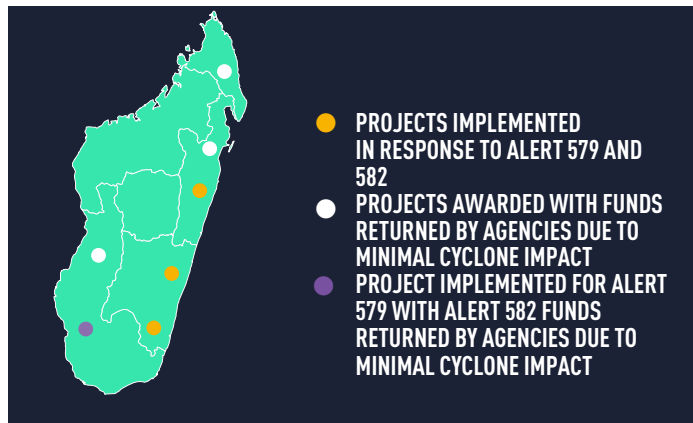 PROJECTS IMPLEMENTED
IN RESPONSE TO ALERT 579 AND
582
PROJECTS AWARDED WITH FUNDS
RETURNED BY AGENCIES DUE TO
MINIMAL CYCLONE IMPACT
PROJECT IMPLEMENTED FOR ALERT
579 WITH ALERT 582 FUNDS
RETURNED BY AGENCIES DUE TO
MINIMAL CYCLONE IMPACT